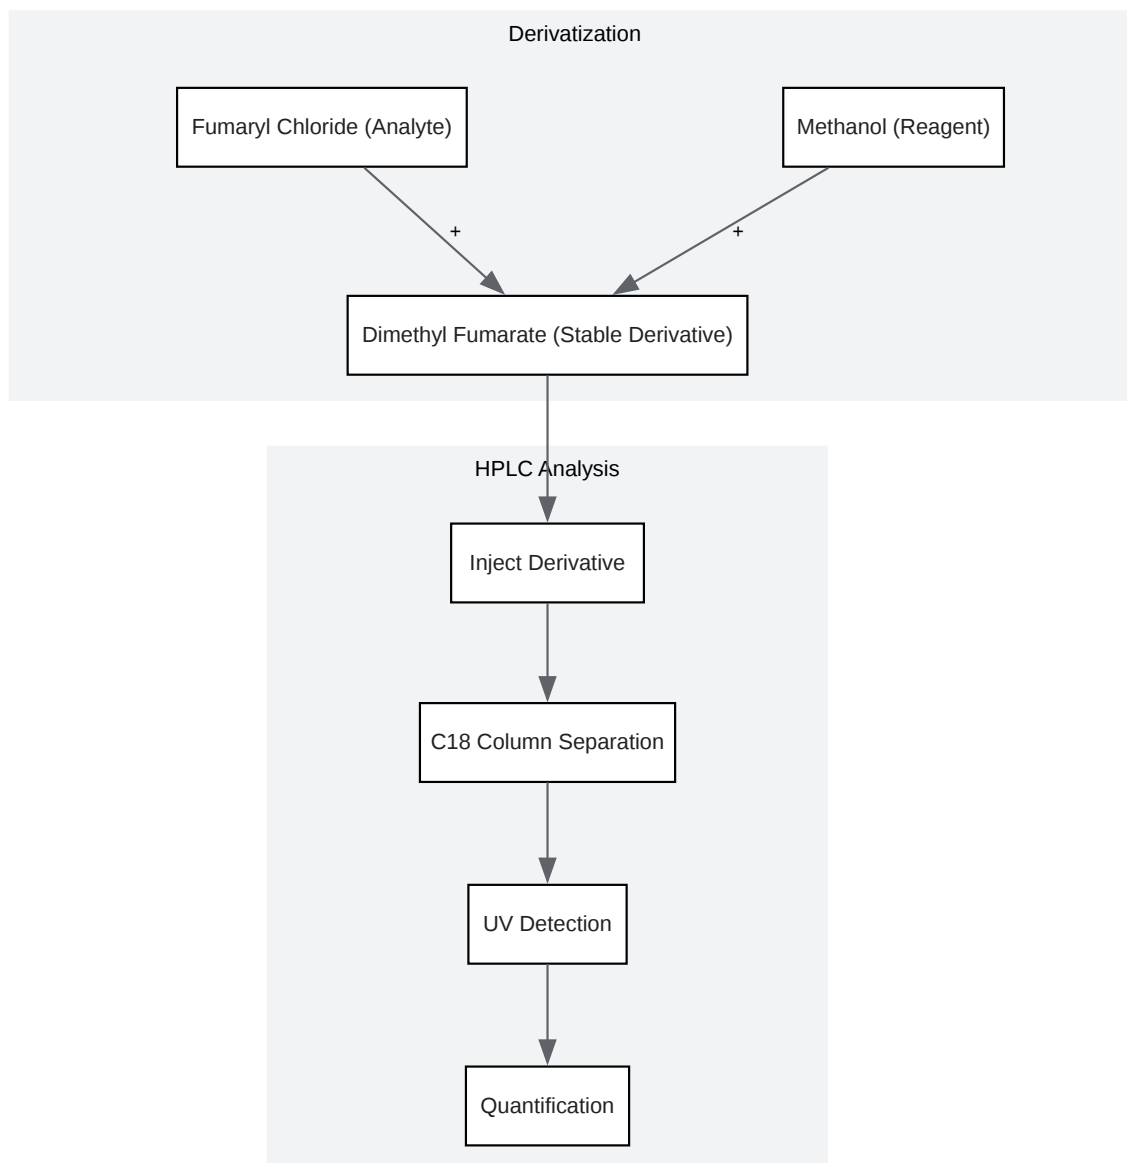 Derivatization
Fumaryl Chloride (Analyte)
Methanol (Reagent)
+
+
Dimethyl Fumarate (Stable Derivative)
HPLC Analysis
Inject Derivative
C18 Column Separation
UV Detection
Quantification